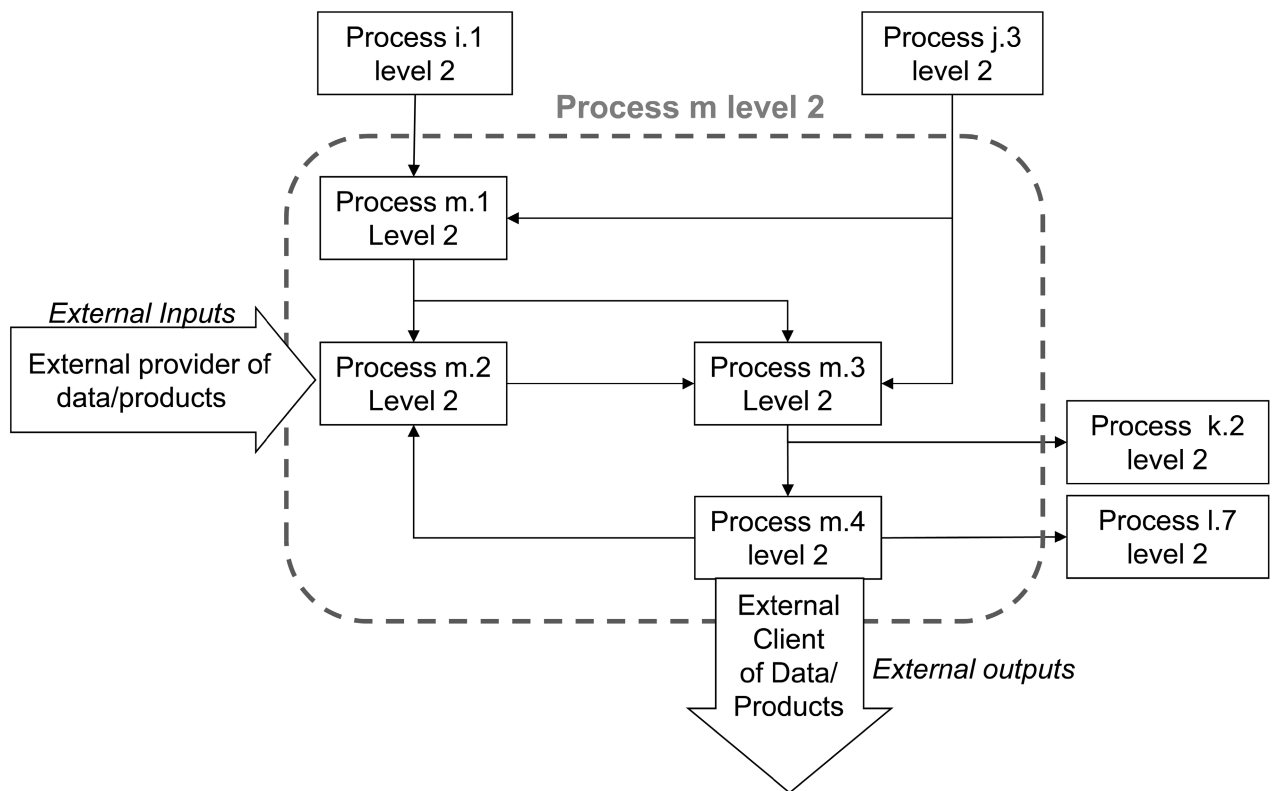 Process i.1
level 2
Process j.3
level 2
Process m level 2
Process m.1
Level 2
External Inputs
External provider of
data/products
Process m.2
Level 2
Process m.3
Level 2
Process k.2
level 2
Process m.4
level 2
Process l.7
level 2
External
Client
of Data/
Products
External outputs